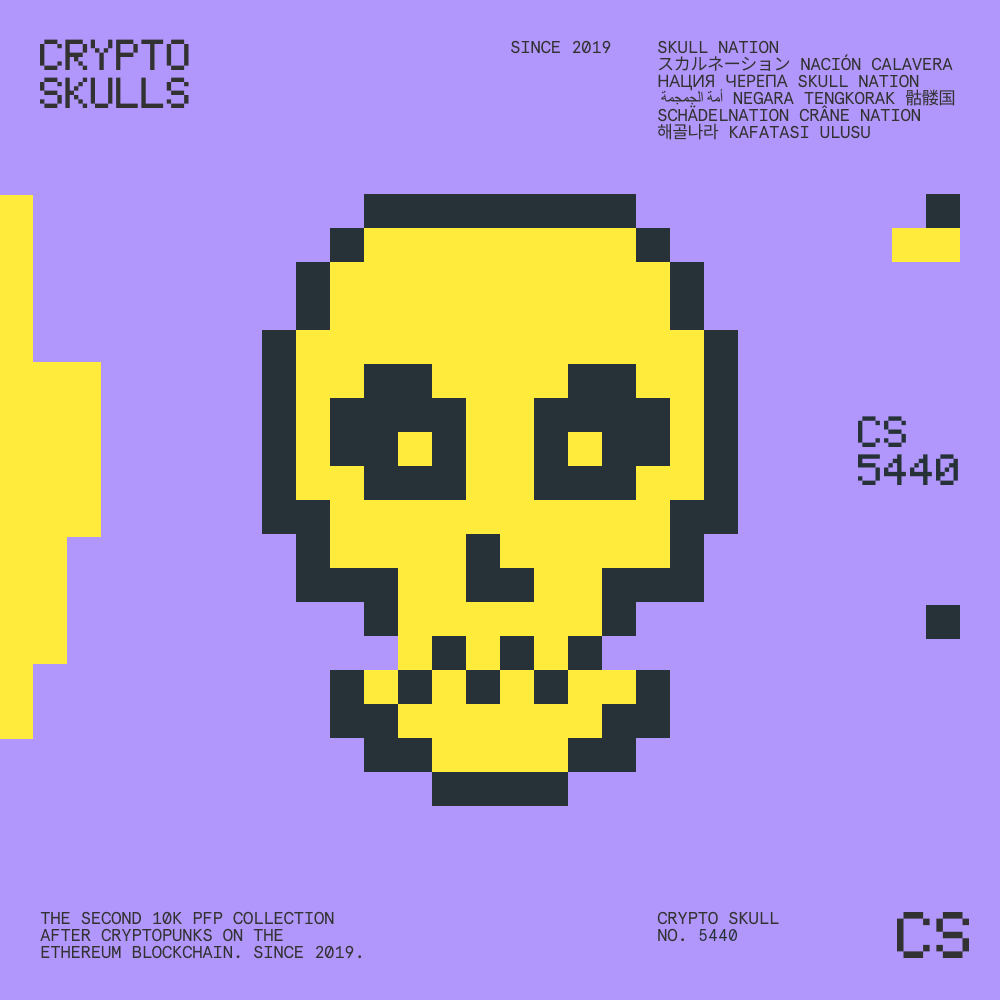 CRYPTO
SKULLS
SINCE 2019
SKULL NATION
スカルネーション NACIÓN CALAVERA
НАЦИЯ ЧЕРЕПА SKULL NATION
أمة الجمجمة NEGARA TENGKORAK 骷髅国
SCHÄDELNATION CRÂNE NATION
해골나라 KAFATASI ULUSU
CS
5440
THE SECOND 10K PFP COLLECTION
AFTER CRYPTOPUNKS ON THE
ETHEREUM BLOCKCHAIN. SINCE 2019.
CRYPTO SKULL
NO. 5440
CS